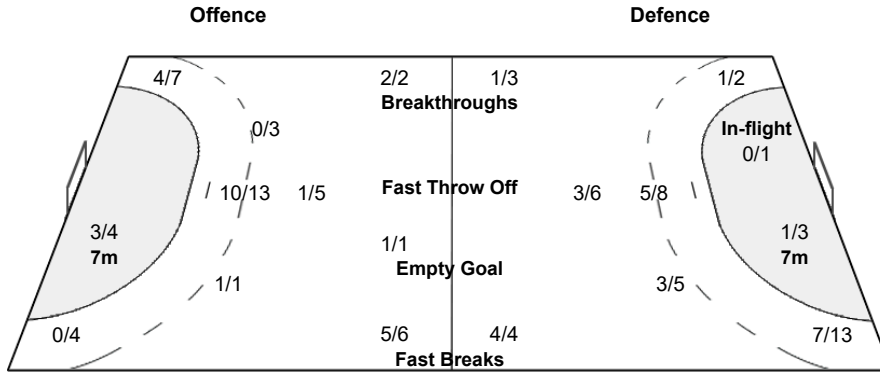 Offence Defence
4/7 2/2 1/3 1/2
Breakthroughs
0/3 In-flight
0/1
10/13 1/5 Fast Throw Off 3/6 5/8
3/4 1/3
1/1
7m Empty Goal 7m
1/1 3/5
0/4 5/6 4/4 7/13
Fast Breaks